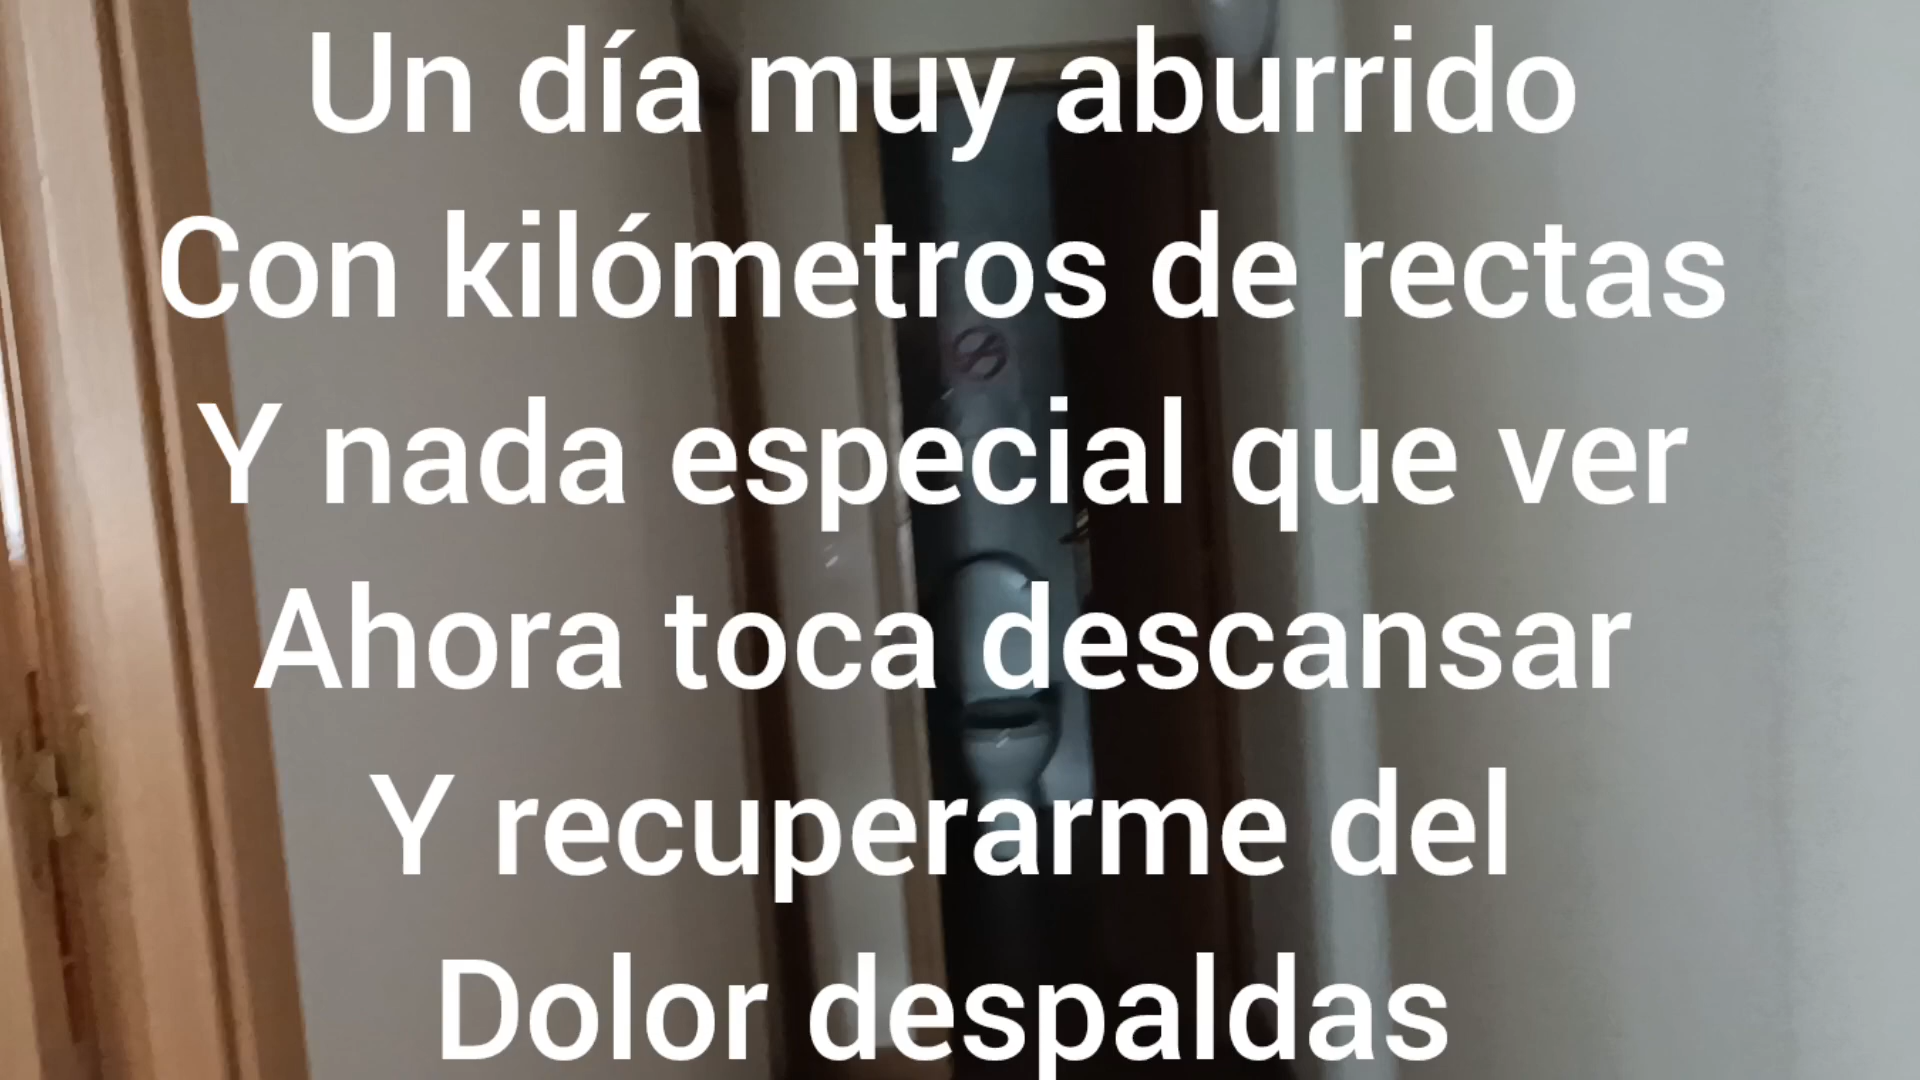 Un día muy aburrido
Con kilómetros de rectas
Y nada especial que ver
Ahora toca descansar
Y recuperarme del
Dolor despaldas